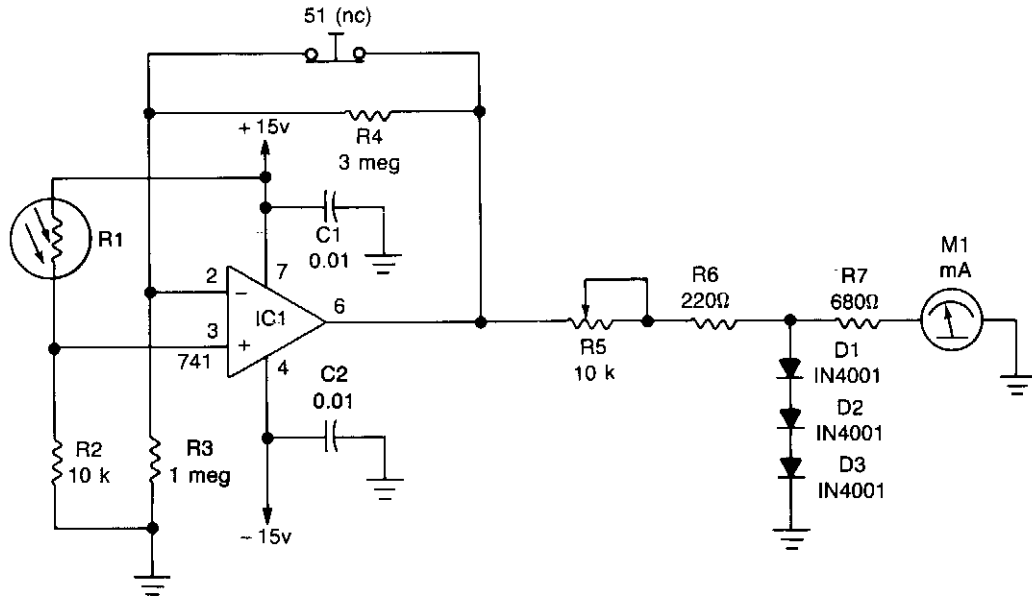 51 (nc)
R4
3 meg
+ 15v
R1
C1
0.01
7
2
−
IC1
6
3
+
741
4
C2
0.01
R2
10 k
R3
1 meg
- 15v
R5
10 k
R6
220Ω
R7
680Ω
M1
mA
D1
IN4001
D2
IN4001
D3
IN4001